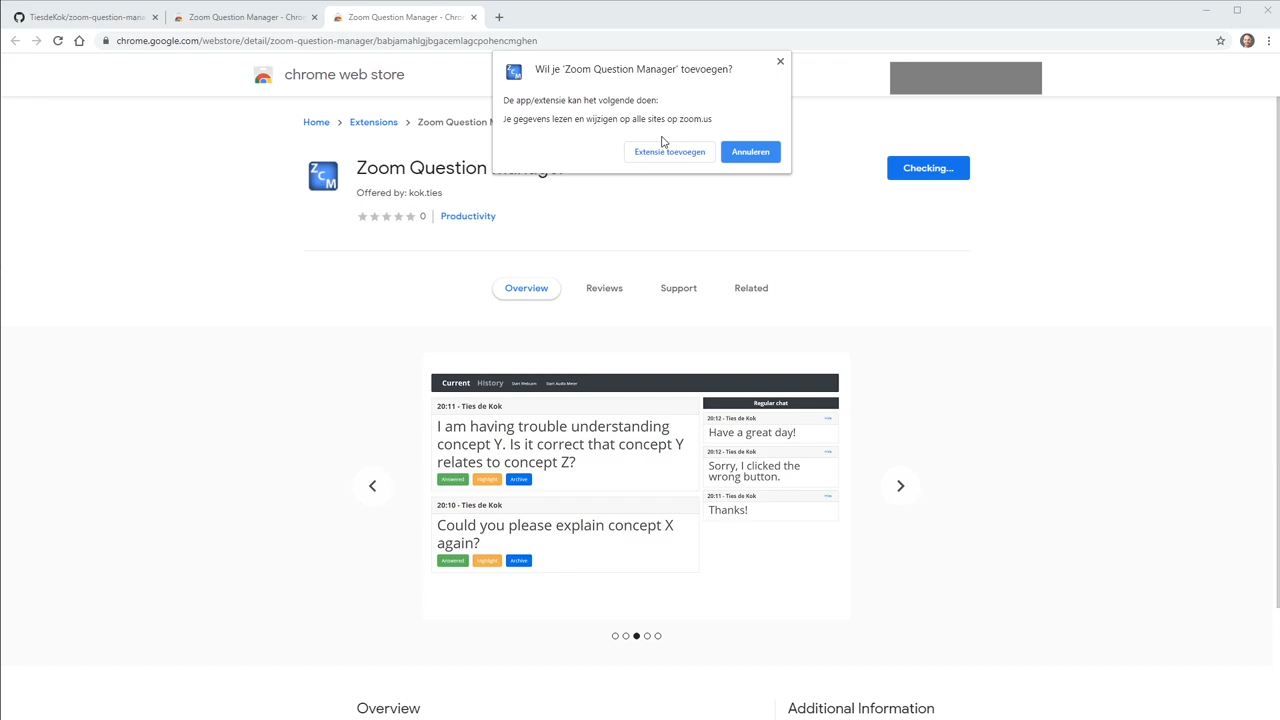 TiesdeKok/zoom-question-mana
Zoom Question Manager - Chro
Zoom Question Manager - Chro
chrome.google.com/webstore/detail/zoom-question-manager/babjamahlgjbgacemlagcpohencmghen
chrome web store
Wil je 'Zoom Question Manager' toevoegen?
De app/extensie kan het volgende doen:
Je gegevens lezen en wijzigen op alle sites op zoom.us
Extensie toevoegen
Annuleren
Home
Extensions
Zoom Question M
ZCM
Zoom Question Manager
Checking...
Offered by: kok.ties
0
Productivity
Overview
Reviews
Support
Related
Current
History
Start Webcam
Start Audio Meter
20:11 - Ties de Kok
I am having trouble understanding
concept Y. Is it correct that concept Y
relates to concept Z?
Answered
Highlight
Archive
20:10 - Ties de Kok
Could you please explain concept X
again?
Answered
Highlight
Archive
Regular chat
20:12 - Ties de Kok
Have a great day!
20:12 - Ties de Kok
Sorry, I clicked the
wrong button.
20:11 - Ties de Kok
Thanks!
Overview
Additional Information